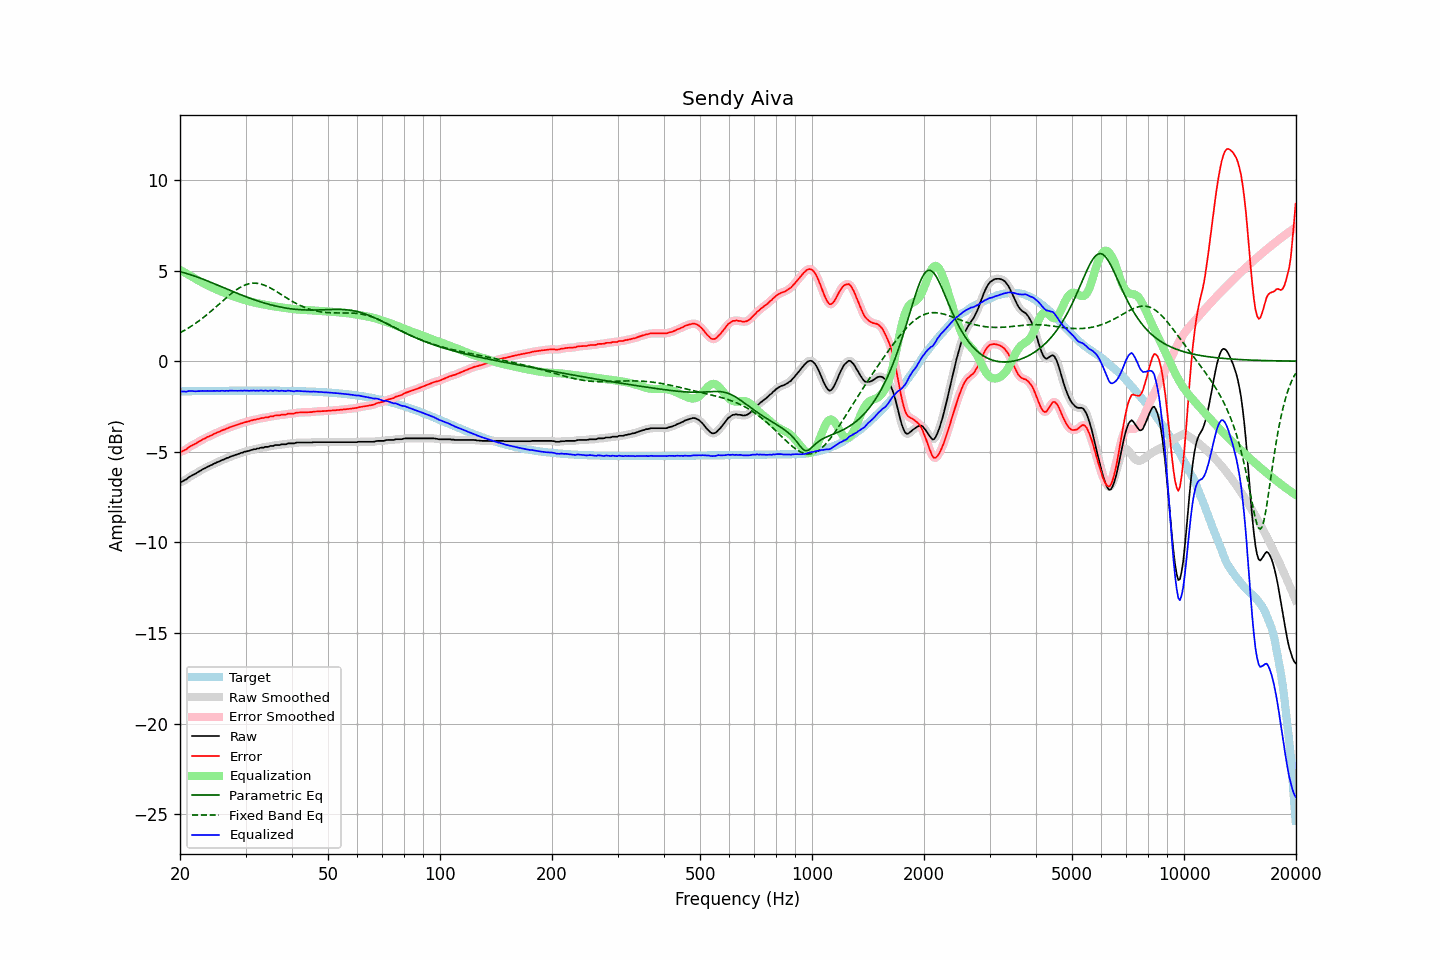 Sendy Aiva
Amplitude (dBr)
10
5
0
−5
−10
−15
−20
−25
Target
Raw Smoothed
Error Smoothed
Raw
Error
Equalization
Parametric Eq
Fixed Band Eq
Equalized
20 50 100 200 500 1000 2000 5000 10000 20000
Frequency (Hz)